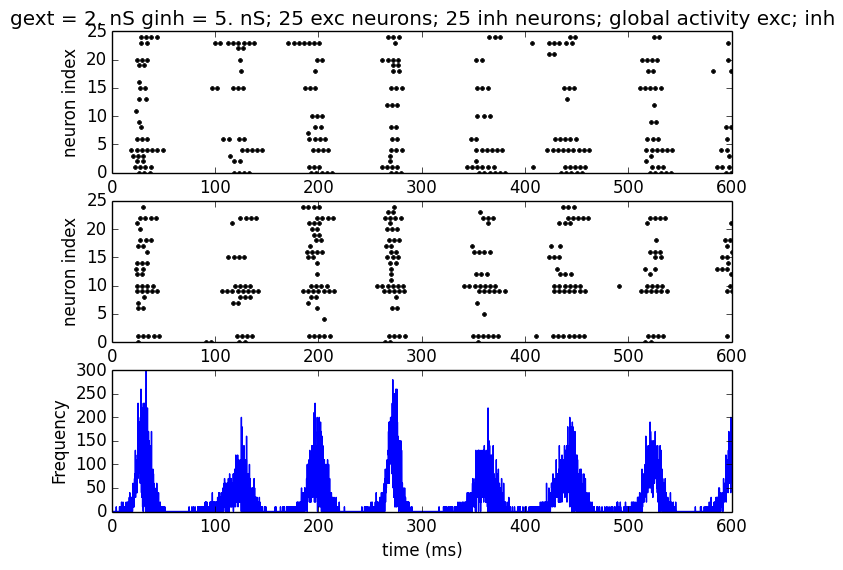 gext = 2. nS ginh = 5. nS; 25 exc neurons; 25 inh neurons; global activity exc; inh
25
20
15
10
5
0
neuron index
0 100 200 300 400 500 600
25
20
15
10
5
0
neuron index
0 100 200 300 400 500 600
300
250
200
150
100
50
0
Frequency
0 100 200 300 400 500 600
time (ms)